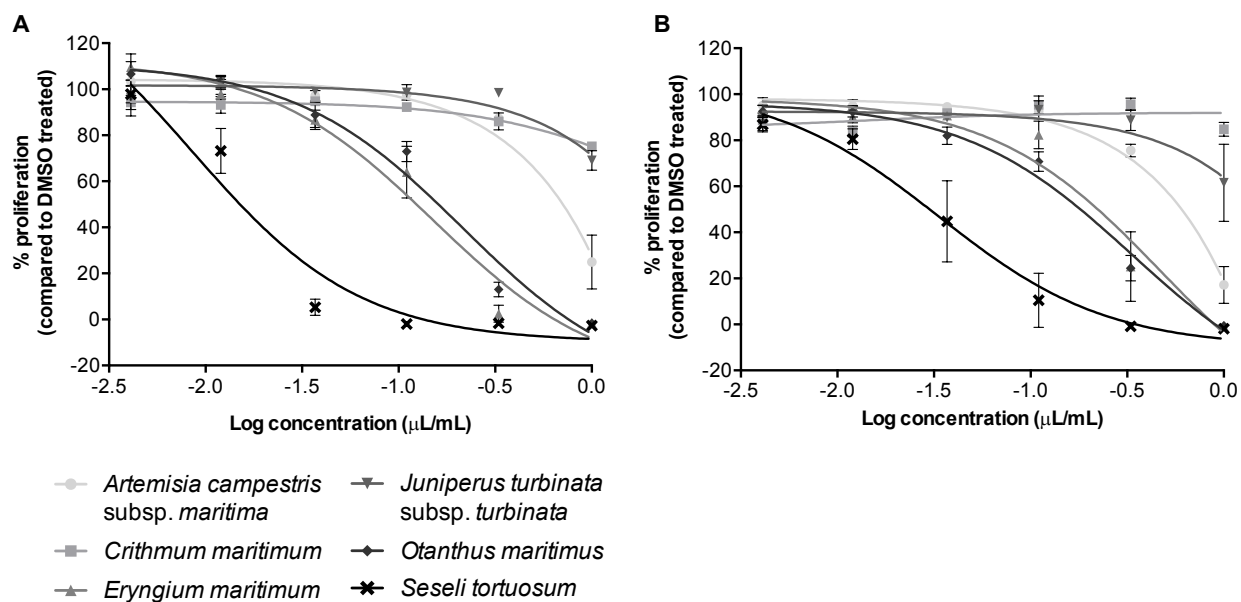 A
% proliferation
(compared to DMSO treated)
120
100
80
60
40
20
0
-20
-2.5
-2.0
-1.5
-1.0
-0.5
0.0
Log concentration (μL/mL)
B
% proliferation
(compared to DMSO treated)
120
100
80
60
40
20
0
-20
-2.5
-2.0
-1.5
-1.0
-0.5
0.0
Log concentration (μL/mL)
Artemisia campestris
subsp. maritima
Crithmum maritimum
Eryngium maritimum
Juniperus turbinata
subsp. turbinata
Otanthus maritimus
Seseli tortuosum